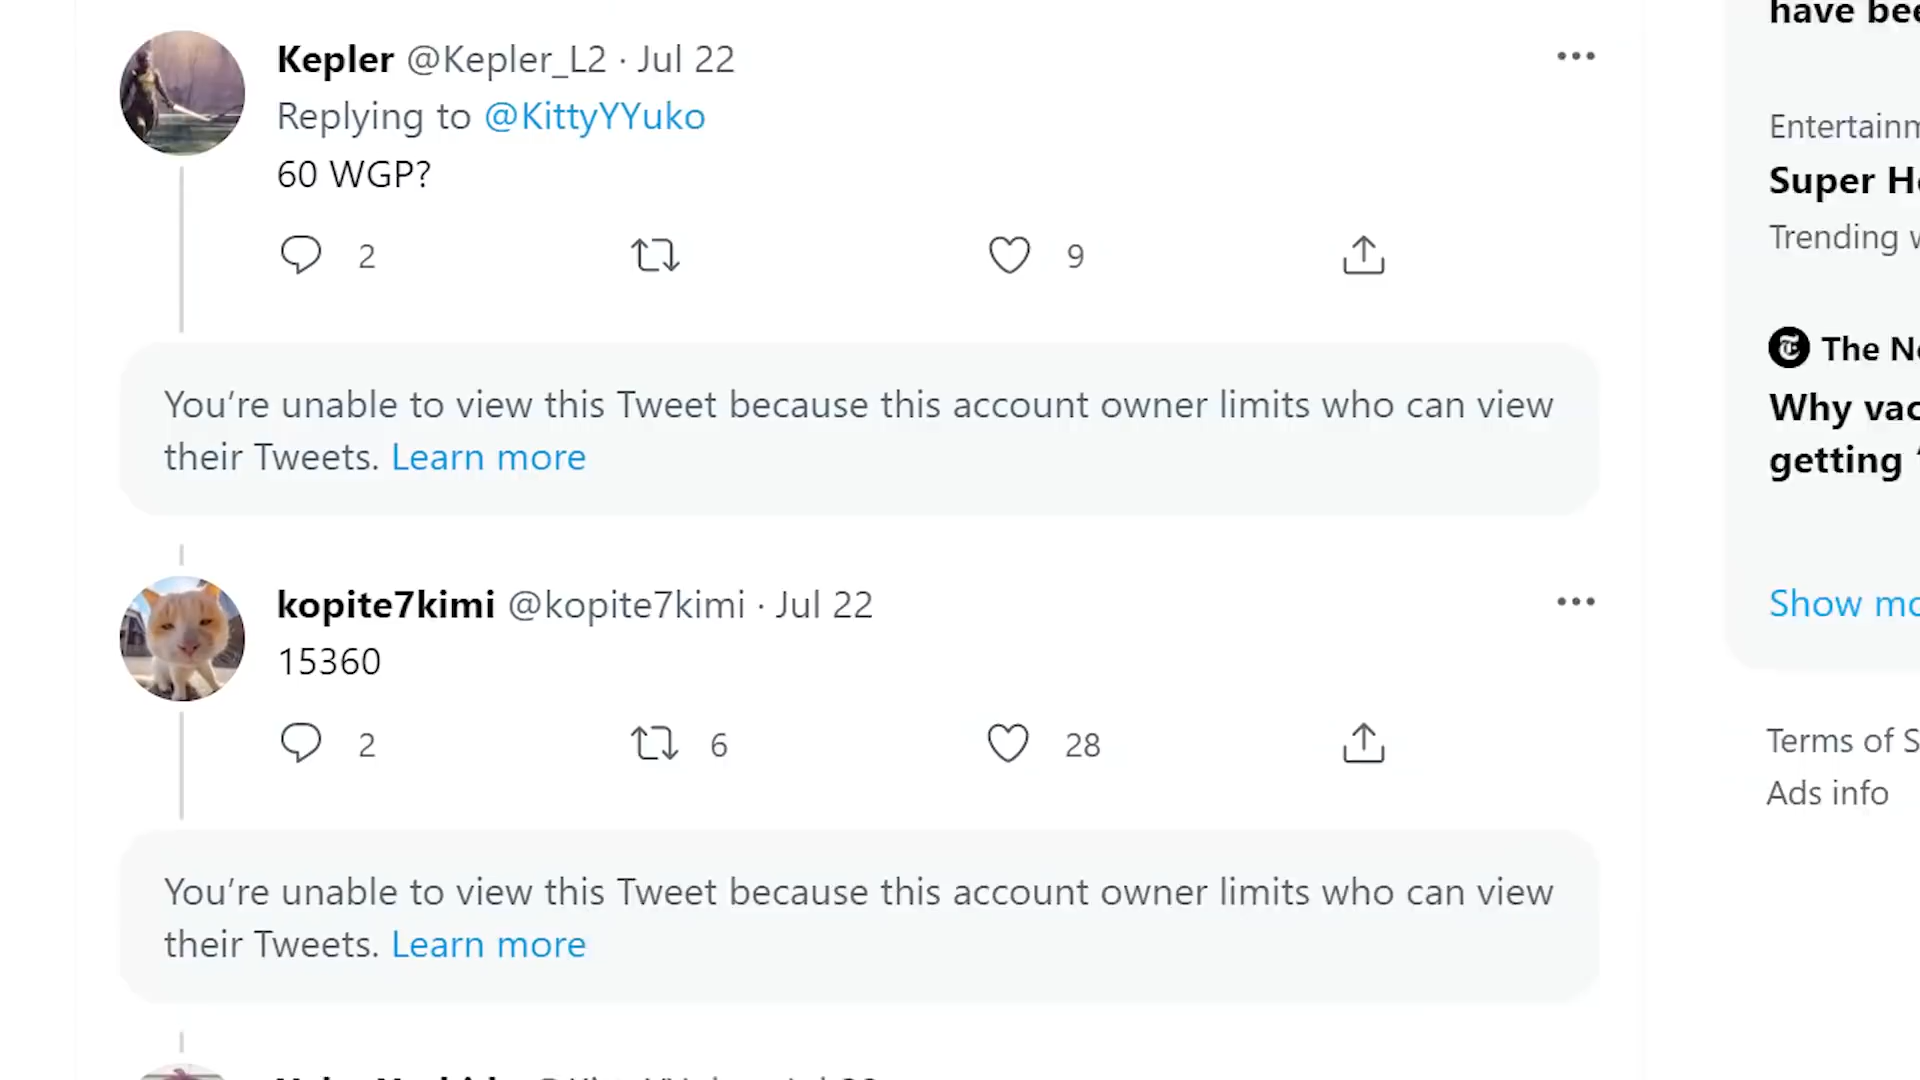 have bee
Kepler @Kepler_L2 · Jul 22
Replying to @KittyYYuko
60 WGP?
2
9
You're unable to view this Tweet because this account owner limits who can view
their Tweets. Learn more
kopite7kimi @kopite7kimi · Jul 22
15360
2
6
28
You're unable to view this Tweet because this account owner limits who can view
their Tweets. Learn more
Entertainm
Super He
Trending w
The Ne
Why vac
getting
Show mo
Terms of S
Ads info